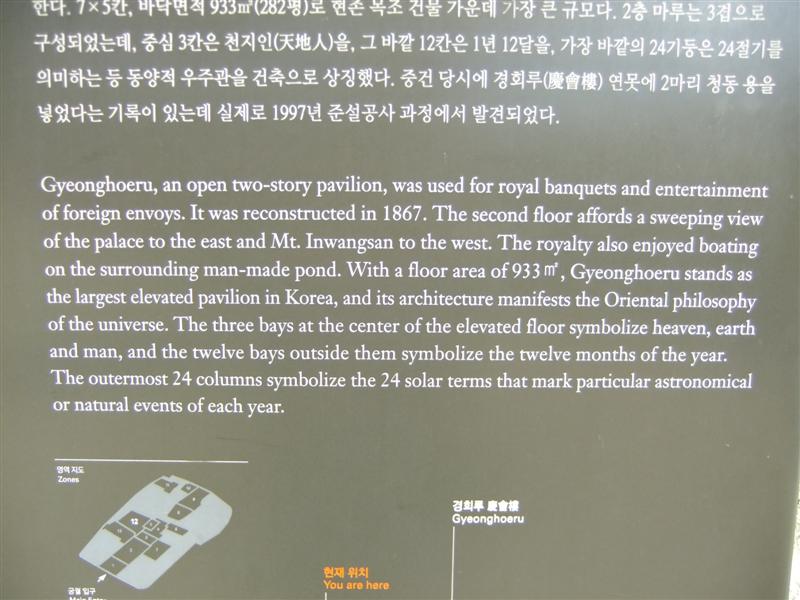 한다. 7×5칸, 바닥면적 933㎡(282평)로 현존 목조 건물 가운데 가장 큰 규모다. 2층 마루는 3겹으로
구성되었는데, 중심 3칸은 천지인(天地人)을, 그 바깥 12칸은 1년 12달을, 가장 바깥의 24기둥은 24절기를
의미하는 등 동양적 우주관을 건축으로 상징했다. 중건 당시에 경회루(慶會樓) 연못에 2마리 청동 용을
넣었다는 기록이 있는데 실제로 1997년 준설공사 과정에서 발견되었다.
Gyeonghoeru, an open two-story pavilion, was used for royal banquets and entertainment
of foreign envoys. It was reconstructed in 1867. The second floor affords a sweeping view
of the palace to the east and Mt. Inwangsan to the west. The royalty also enjoyed boating
on the surrounding man-made pond. With a floor area of 933㎡, Gyeonghoeru stands as
the largest elevated pavilion in Korea, and its architecture manifests the Oriental philosophy
of the universe. The three bays at the center of the elevated floor symbolize heaven, earth
and man, and the twelve bays outside them symbolize the twelve months of the year.
The outermost 24 columns symbolize the 24 solar terms that mark particular astronomical
or natural events of each year.
영역 지도
Zones
12
경회루 慶會樓
Gyeonghoeru
현재 위치
You are here
궁궐 입구
Main Entr